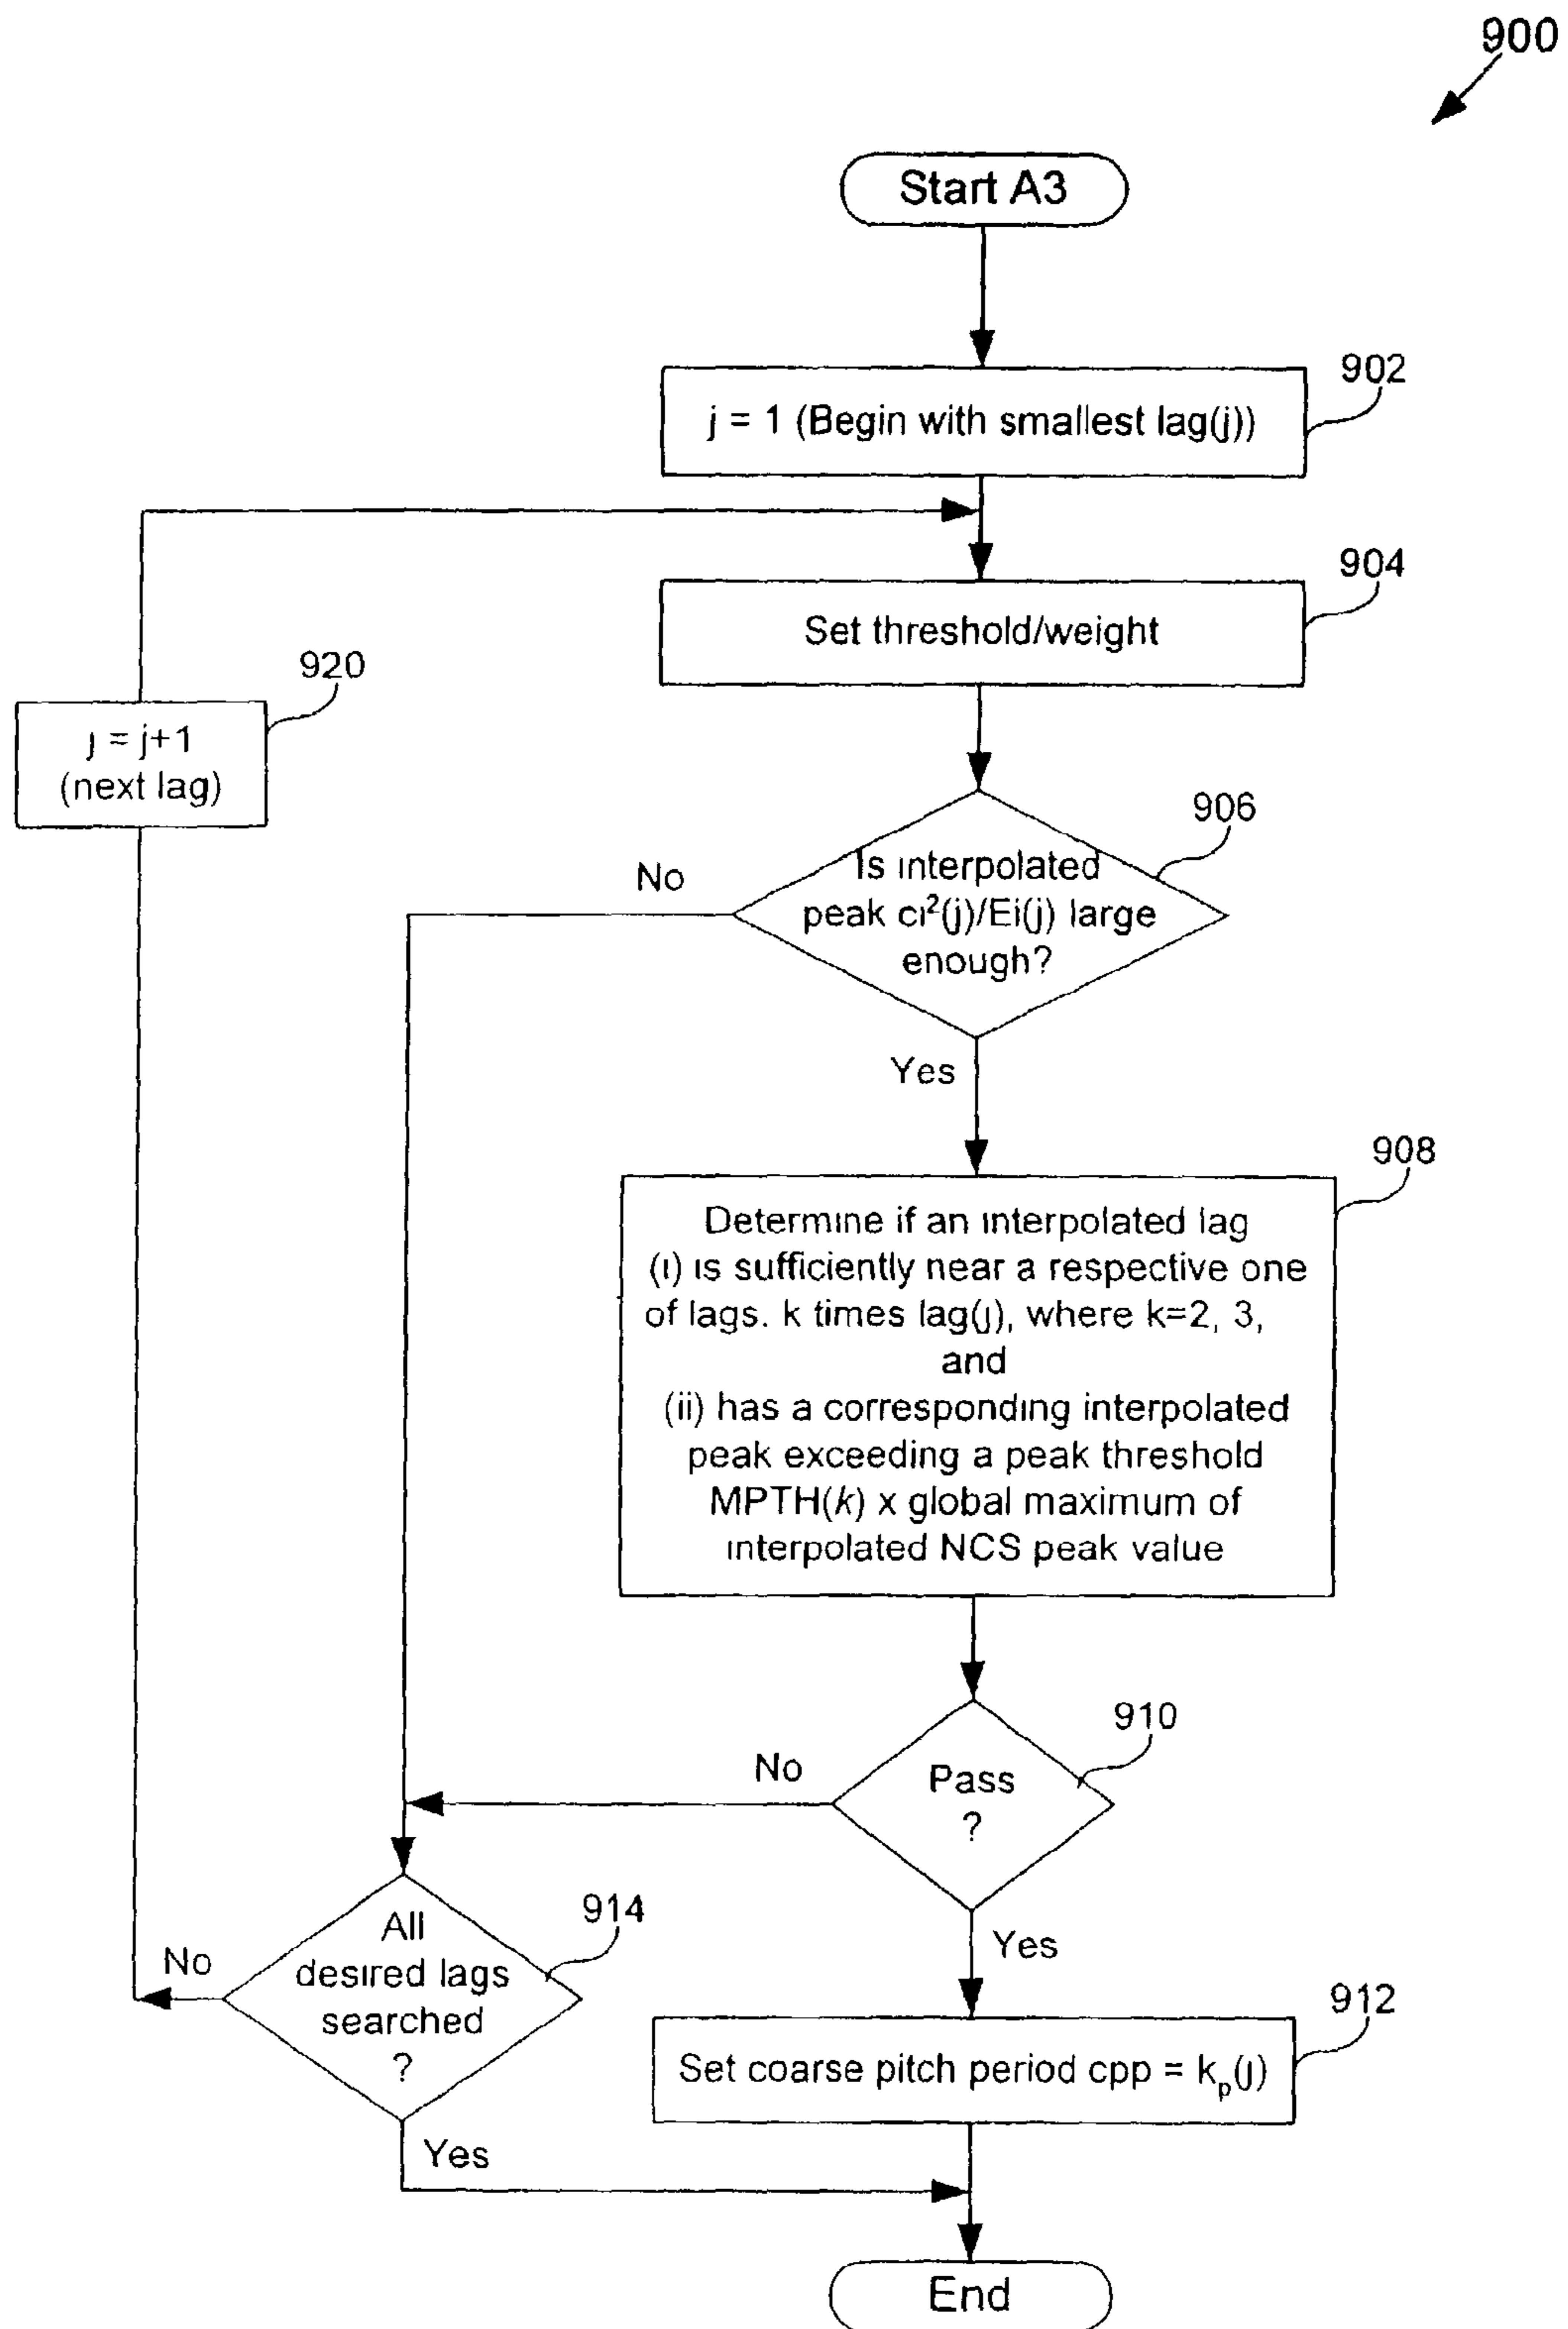 900
Start A3
902
j = 1 (Begin with smallest lag(j))
904
Set threshold/weight
920
j = j+1
(next lag)
906
Is interpolated
peak ci²(j)/Ei(j) large
enough?
No
Yes
908
Determine if an interpolated lag
(i) is sufficiently near a respective one
of lags. k times lag(j), where k=2, 3,
and
(ii) has a corresponding interpolated
peak exceeding a peak threshold
MPTH(k) x global maximum of
interpolated NCS peak value
910
Pass
?
No
Yes
914
All
desired lags
searched
?
No
Yes
912
Set coarse pitch period cpp = kₚ(j)
End